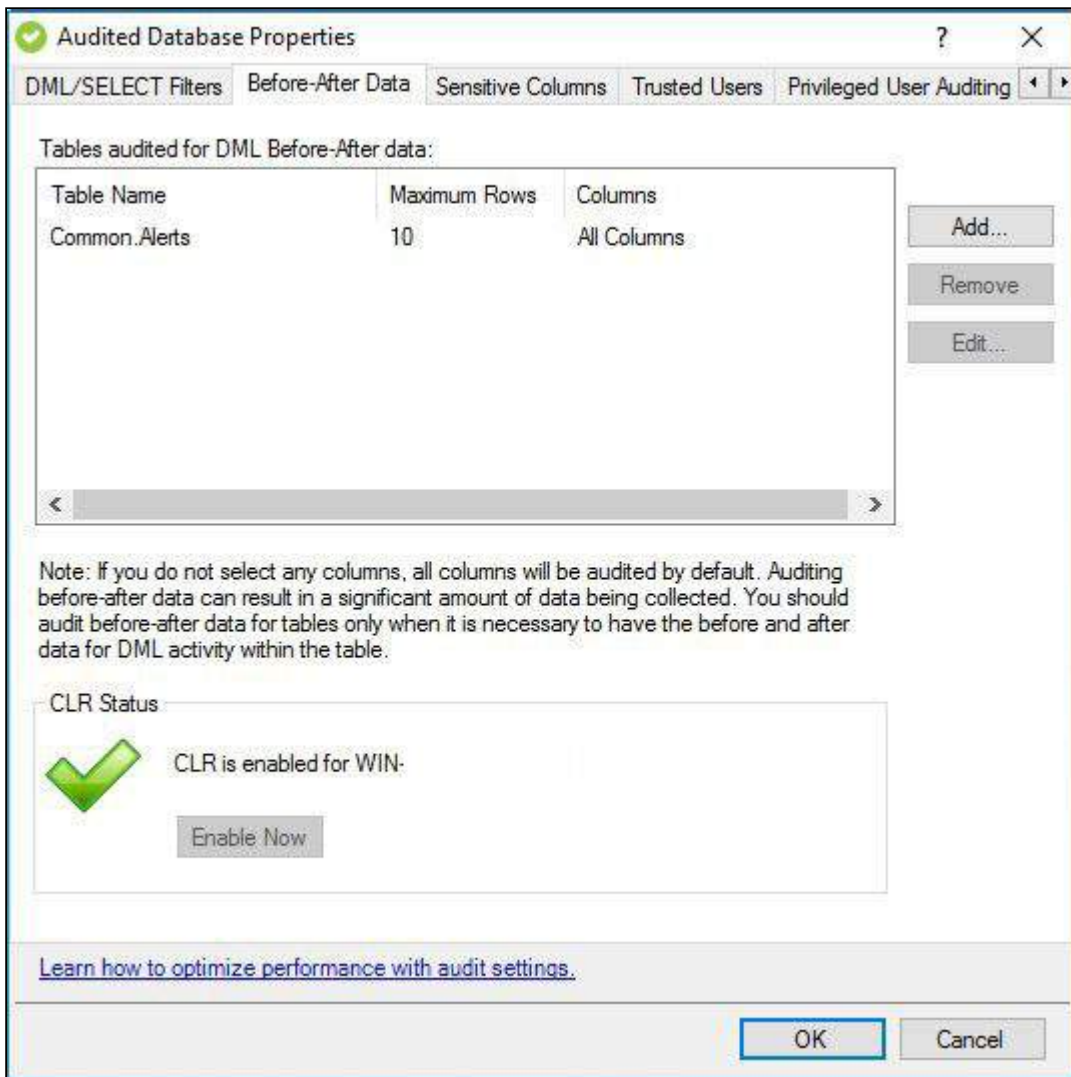 Audited Database Properties ? ×
DML/SELECT Filters Before-After Data Sensitive Columns Trusted Users Privileged User Auditing
Tables audited for DML Before-After data:
Table Name Maximum Rows Columns
Common.Alerts 10 All Columns
Add...
Remove
Edit...
Note: If you do not select any columns, all columns will be audited by default. Auditing
before-after data can result in a significant amount of data being collected. You should
audit before-after data for tables only when it is necessary to have the before and after
data for DML activity within the table.
CLR Status
CLR is enabled for WIN-
Enable Now
Learn how to optimize performance with audit settings.
OK Cancel